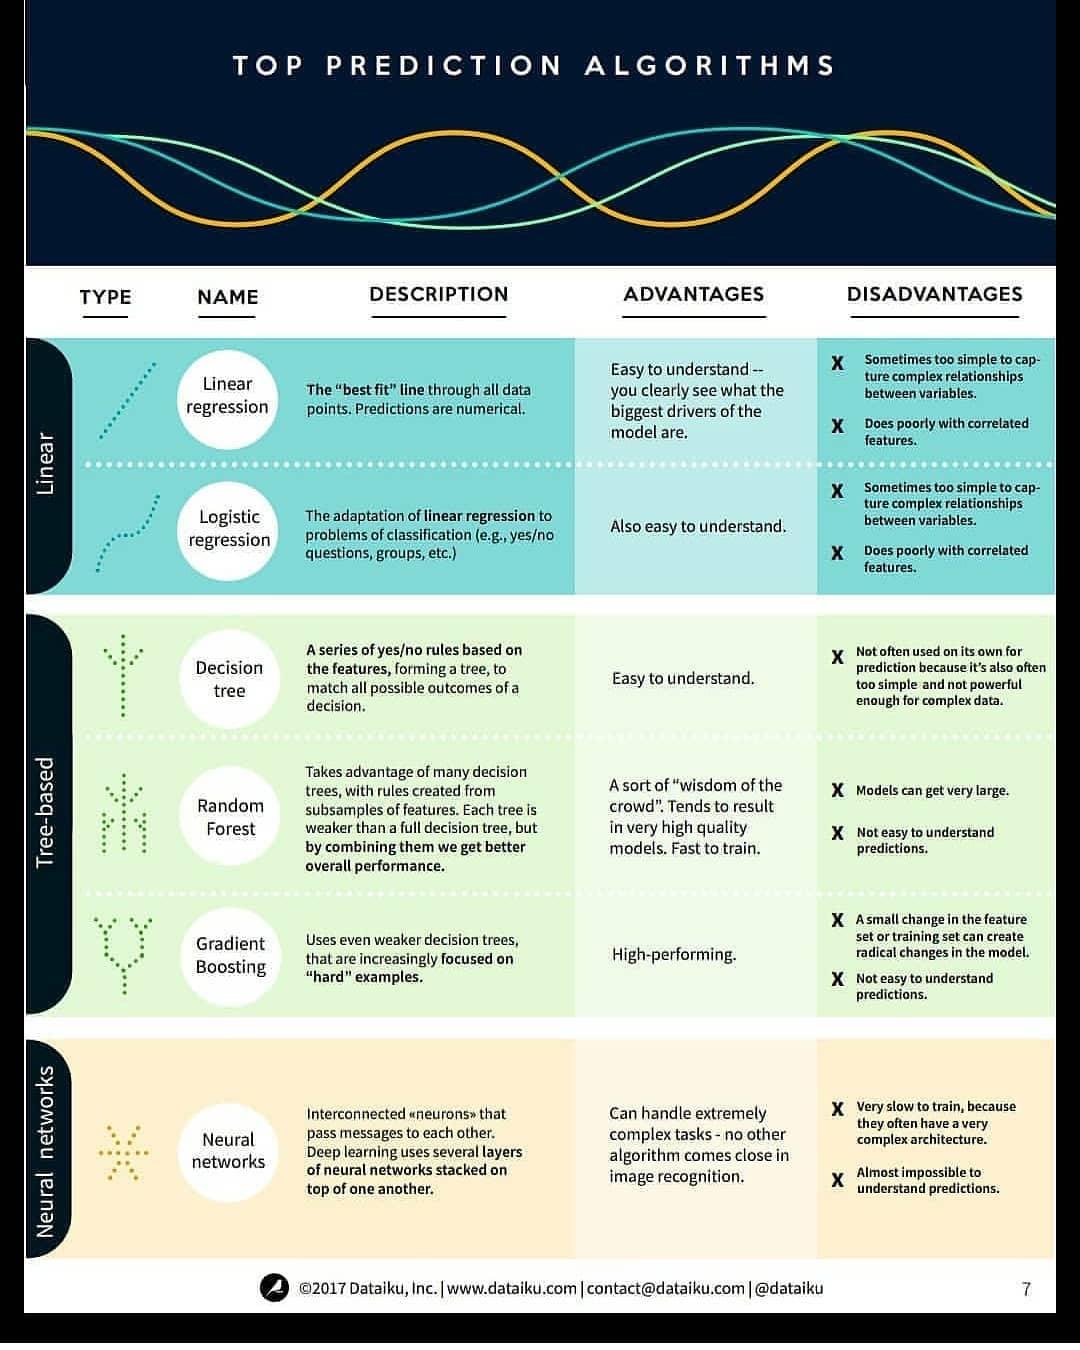 TOP PREDICTION ALGORITHMS
TYPE
NAME
DESCRIPTION
ADVANTAGES
DISADVANTAGES
Linear
Linear
regression
The “best fit” line through all data
points. Predictions are numerical.
Easy to understand --
you clearly see what the
biggest drivers of the
model are.
X Sometimes too simple to cap-
ture complex relationships
between variables.
X Does poorly with correlated
features.
Logistic
regression
The adaptation of linear regression to
problems of classification (e.g., yes/no
questions, groups, etc.)
Also easy to understand.
X Sometimes too simple to cap-
ture complex relationships
between variables.
X Does poorly with correlated
features.
Tree-based
Decision
tree
A series of yes/no rules based on
the features, forming a tree, to
match all possible outcomes of a
decision.
Easy to understand.
X Not often used on its own for
prediction because it's also often
too simple and not powerful
enough for complex data.
Random
Forest
Takes advantage of many decision
trees, with rules created from
subsamples of features. Each tree is
weaker than a full decision tree, but
by combining them we get better
overall performance.
A sort of “wisdom of the
crowd”. Tends to result
in very high quality
models. Fast to train.
X Models can get very large.
X Not easy to understand
predictions.
Gradient
Boosting
Uses even weaker decision trees,
that are increasingly focused on
“hard” examples.
High-performing.
X A small change in the feature
set or training set can create
radical changes in the model.
X Not easy to understand
predictions.
Neural networks
Neural
networks
Interconnected «neurons» that
pass messages to each other.
Deep learning uses several layers
of neural networks stacked on
top of one another.
Can handle extremely
complex tasks - no other
algorithm comes close in
image recognition.
X Very slow to train, because
they often have a very
complex architecture.
X Almost impossible to
understand predictions.
©2017 Dataiku, Inc. | www.dataiku.com | contact@dataiku.com | @dataiku
7